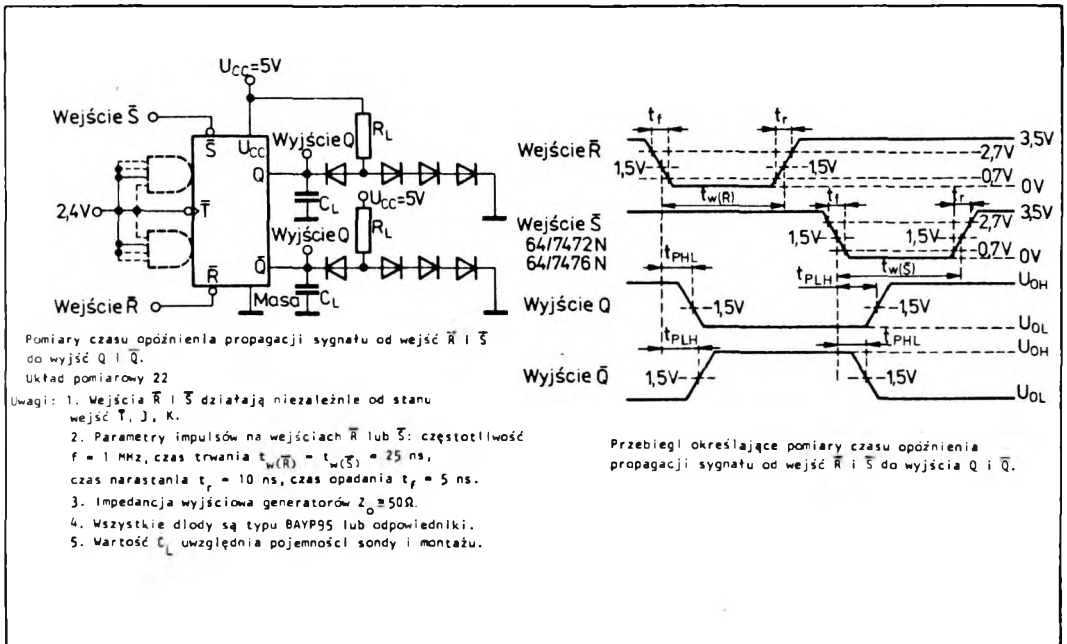 U_CC=5V
Wejście S̅
S̅
U_CC
Wyjście Q
R_L
Q
C_L
2,4V
T̅
U_CC=5V
R_L
Wyjście Q
Q̅
R̅
C_L
Masa
Wejście R̅
Pomiary czasu opóźnienia propagacji sygnału od wejść R̅ i S̅
do wyjść Q i Q̅.
Układ pomiarowy 22
Uwagi: 1. Wejścia R̅ i S̅ działają niezależnie od stanu
wejść T̅, J, K.
2. Parametry impulsów na wejściach R̅ lub S̅: częstotliwość
f = 1 MHz, czas trwania t_w(R̅) = t_w(S̅) = 25 ns,
czas narastania t_r = 10 ns, czas opadania t_f = 5 ns.
3. Impedancja wyjściowa generatorów Z_o ≅ 50Ω.
4. Wszystkie diody są typu BAYP95 lub odpowiedniki.
5. Wartość C_L uwzględnia pojemności sondy i montażu.
t_f
t_r
Wejście R̅
3,5V
2,7V
1,5V
1,5V
0,7V
0V
t_w(R̅)
t_f
t_r
3,5V
Wejście S̅
2,7V
64/7472N
1,5V
1,5V
64/7476N
0,7V
0V
t_w(S̅)
t_PHL
t_PLH
U_OH
Wyjście Q
1,5V
1,5V
U_OL
t_PLH
t_PHL
U_OH
Wyjście Q̅
1,5V
1,5V
U_OL
Przebiegi określające pomiary czasu opóźnienia
propagacji sygnału od wejść R̅ i S̅ do wyjścia Q i Q̅.